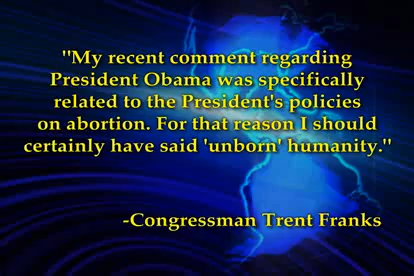 "My recent comment regarding
President Obama was specifically
related to the President's policies
on abortion. For that reason I should
certainly have said 'unborn' humanity."
-Congressman Trent Franks